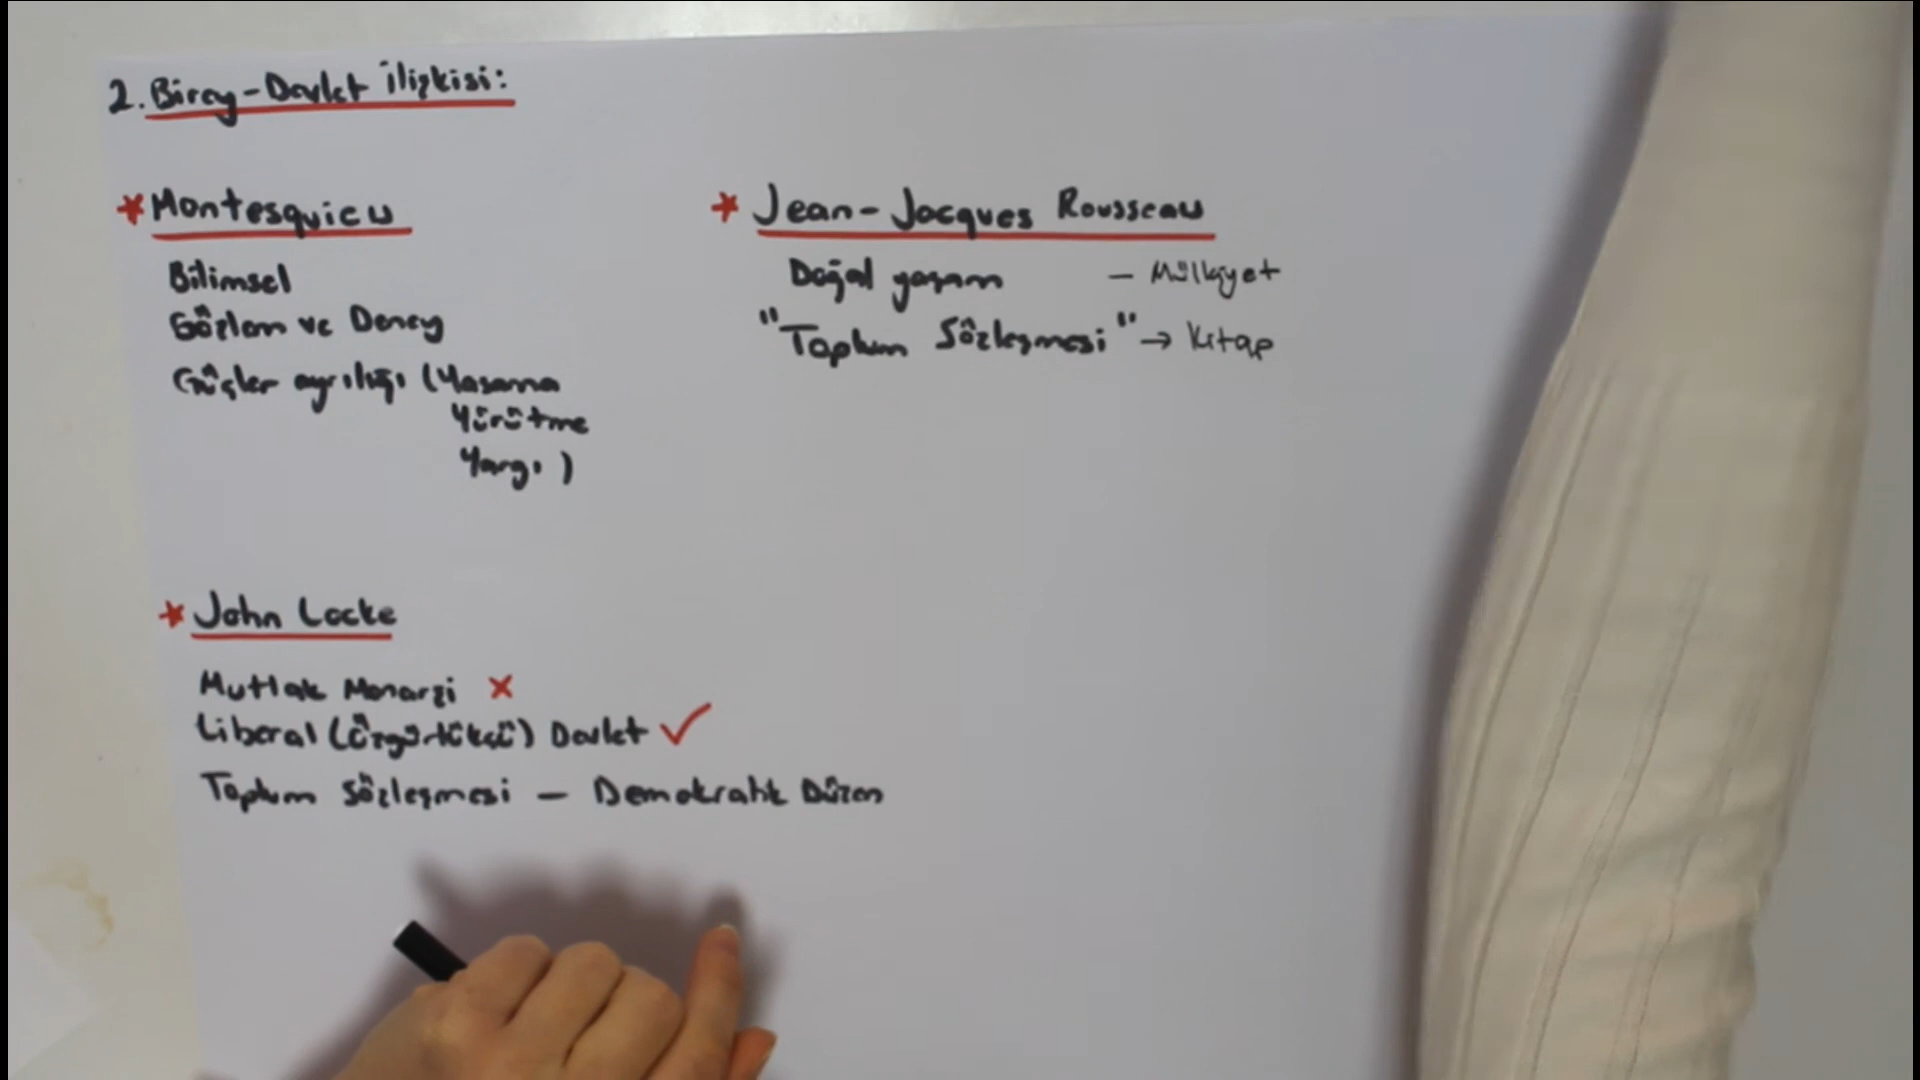 2. Birey-Devlet İlişkisi:
* Montesquieu
Bilimsel
Gözlem ve Deney
Güçler ayrılığı (Yasama
Yürütme
Yargı)
* Jean-Jacques Rousseau
Doğal yaşam - Mülkiyet
"Toplum Sözleşmesi" → Kitap
* John Locke
Mutlak Monarşi ✗
Liberal (Özgürlükçü) Devlet ✓
Toplum Sözleşmesi - Demokratik Düzen